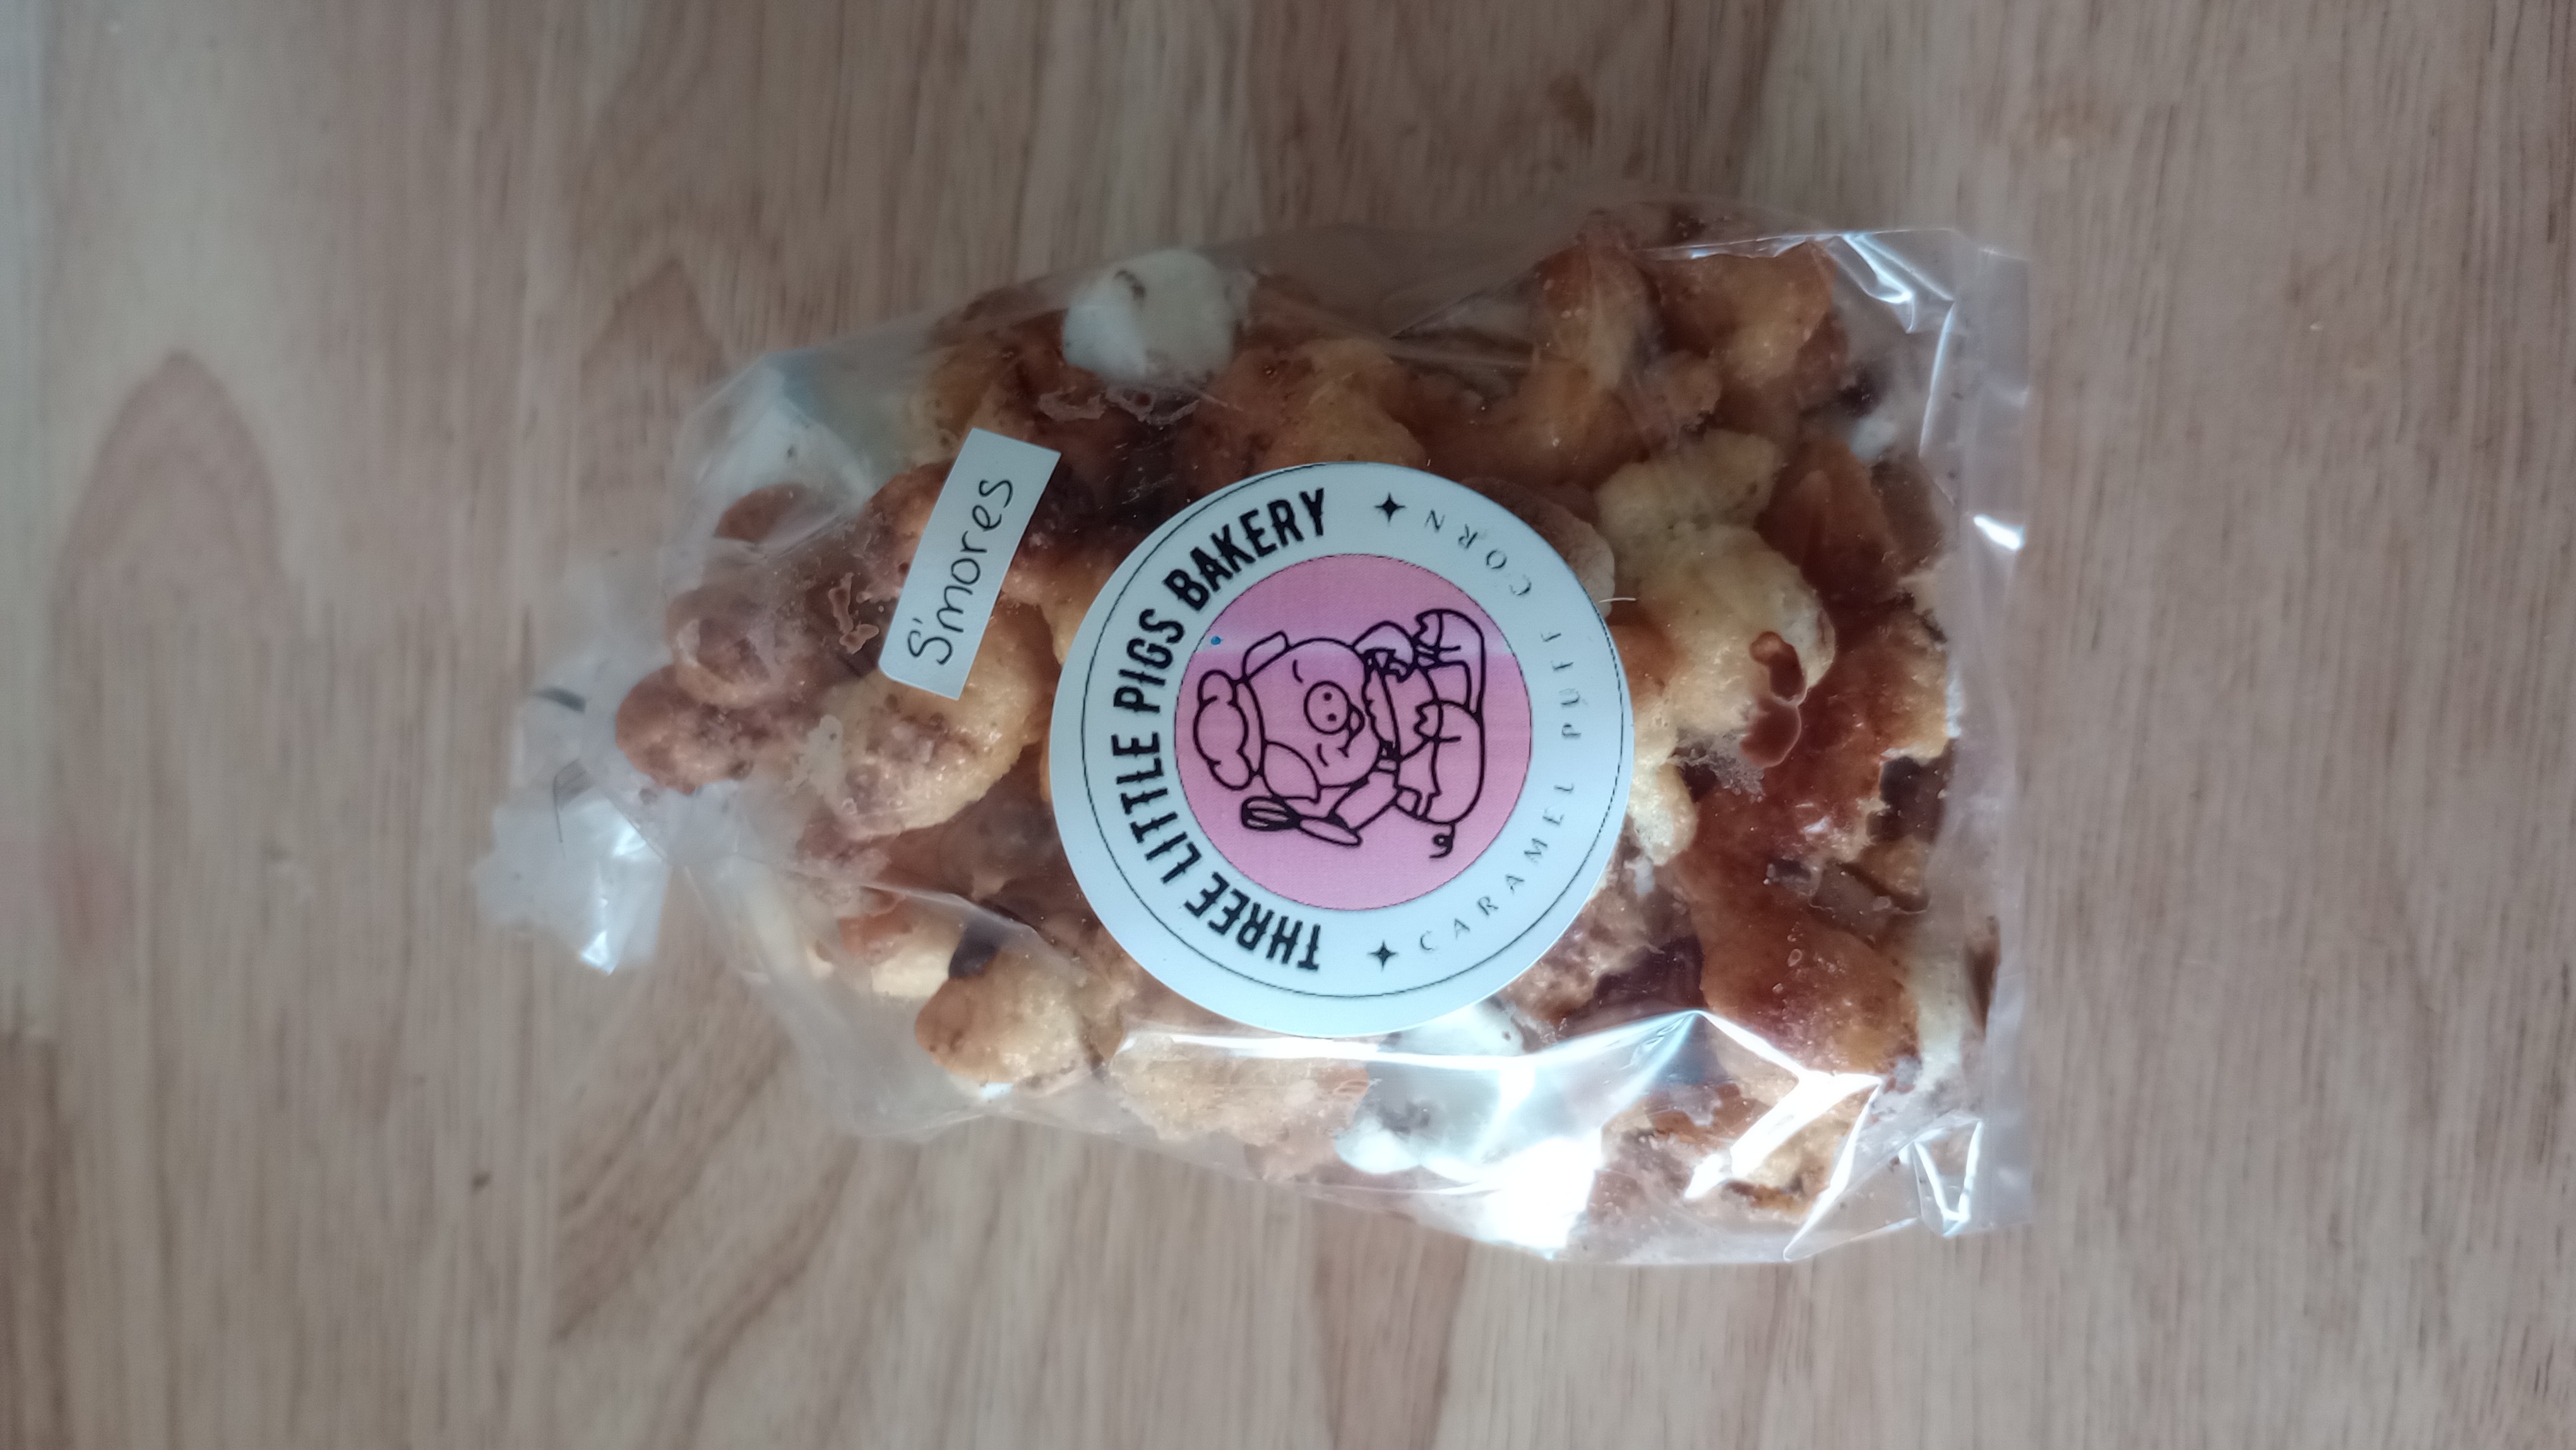 S'mores
THREE LITTLE PIGS BAKERY
CARAMEL PUFF CORN